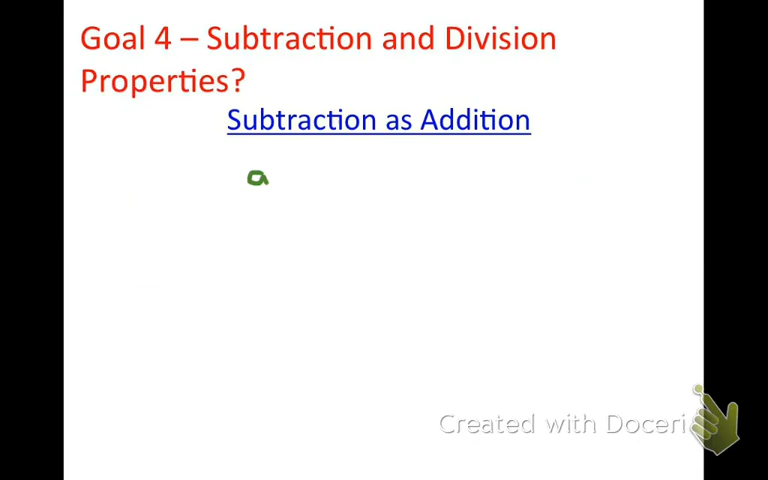 Goal 4 – Subtraction and Division
Properties?
Subtraction as Addition
a
Created with Doceri